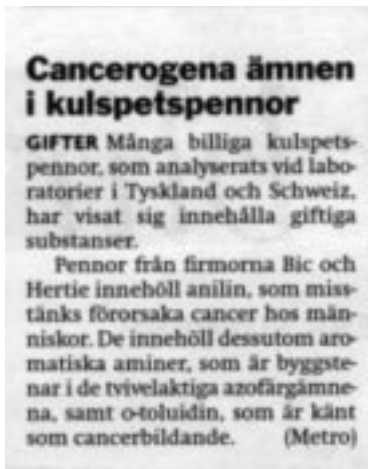 Cancerogena ämnen
i kulspetspennor
GIFTER Många billiga kulspets-
pennor, som analyserats vid labo-
ratorier i Tyskland och Schweiz,
har visat sig innehålla giftiga
substanser.
Pennor från firmorna Bic och
Hertie innehöll anilin, som miss-
tänks förorsaka cancer hos män-
niskor. De innehöll dessutom aro-
matiska aminer, som är byggste-
nar i de tvivelaktiga azofärgämne-
na, samt o-toluidin, som är känt
som cancerbildande. (Metro)